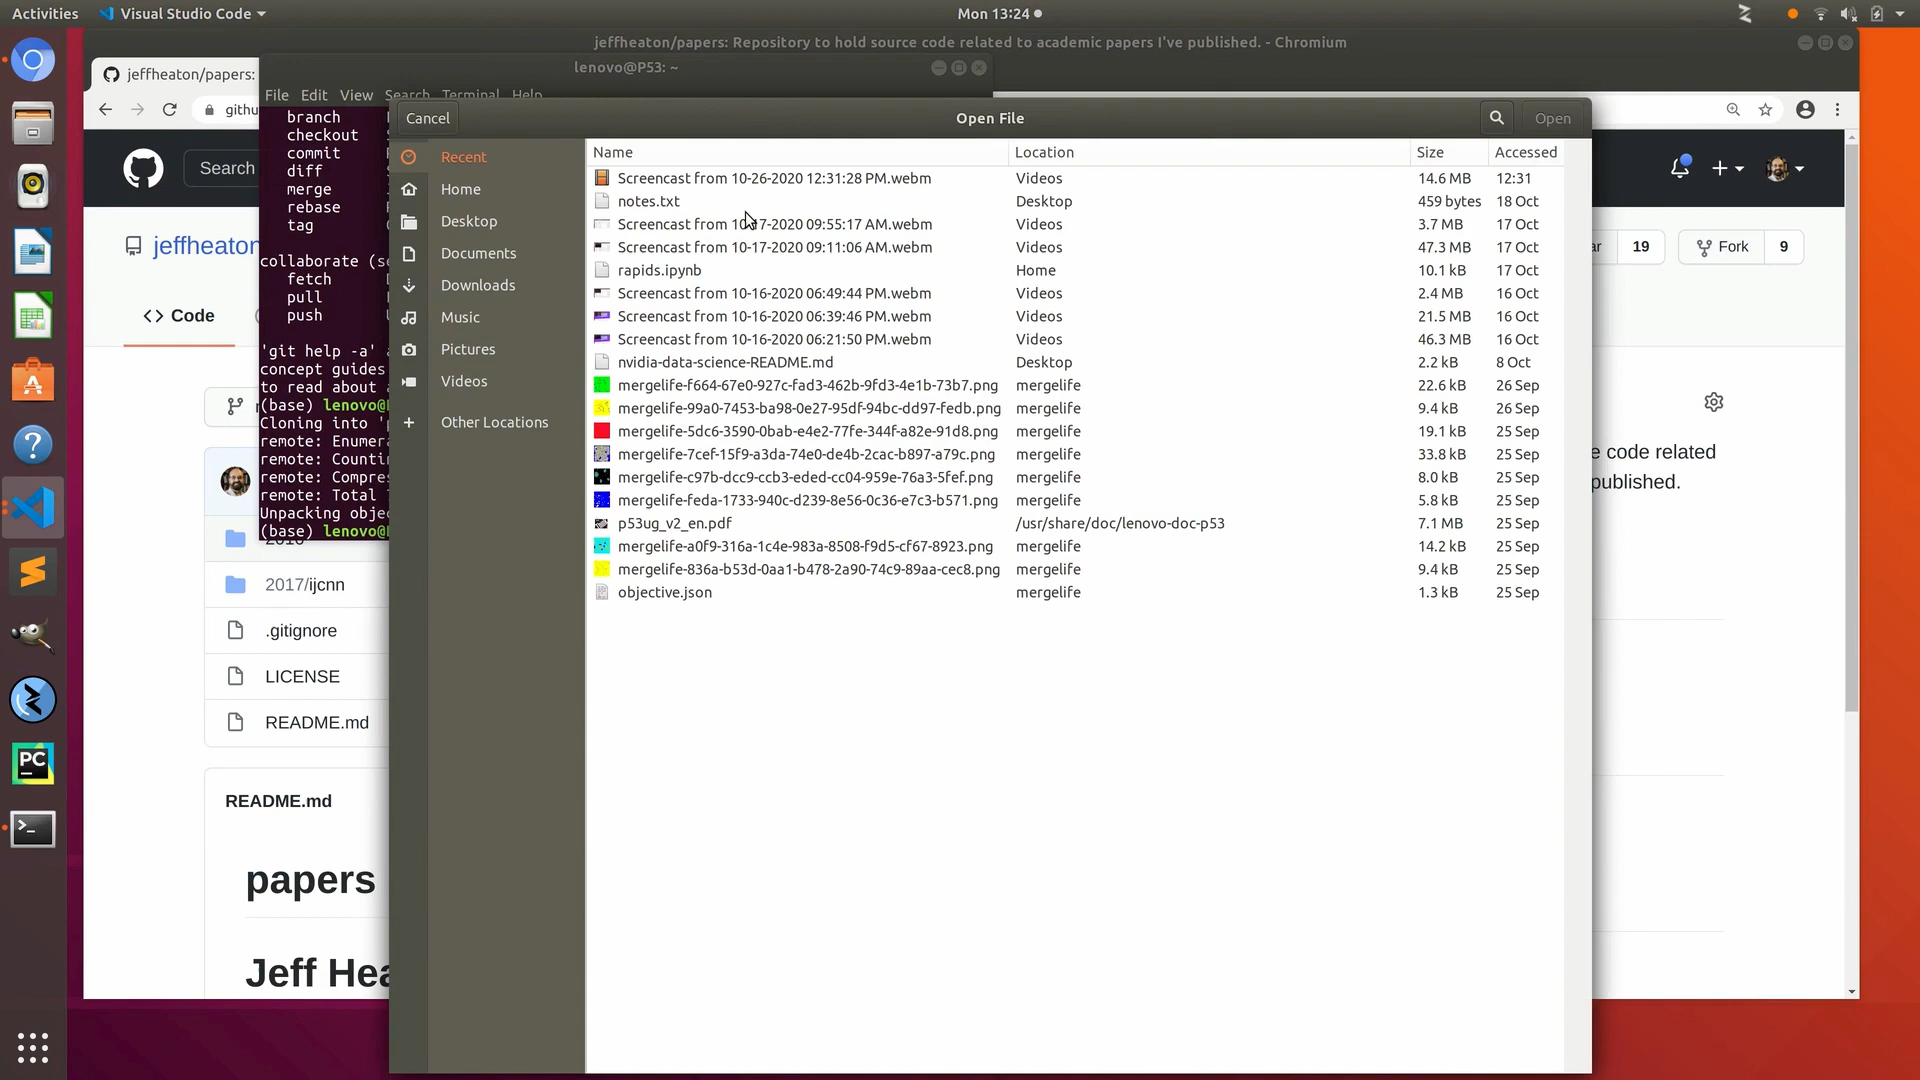 Activities
Visual Studio Code
Mon 13:24
jeffheaton/papers: Repository to hold source code related to academic papers I've published. - Chromium
jeffheaton/papers:
lenovo@P53: ~
File Edit View Search Terminal Help
githu
branch
checkout
commit
diff
merge
rebase
tag
collaborate (se
fetch
pull
push
'git help -a' a
concept guides
to read about a
(base) lenovo@
Cloning into 'p
remote: Enumera
remote: Counti
remote: Compres
remote: Total
Unpacking objec
(base) lenovo@
Search
jeffheaton
19
Fork
9
Code
e code related
published.
2017/ijcnn
.gitignore
LICENSE
README.md
README.md
papers
Jeff Hea
Cancel
Open File
Open
Recent
Home
Desktop
Documents
Downloads
Music
Pictures
Videos
Other Locations
Name Location Size Accessed
Screencast from 10-26-2020 12:31:28 PM.webm Videos 14.6 MB 12:31
notes.txt Desktop 459 bytes 18 Oct
Screencast from 10-17-2020 09:55:17 AM.webm Videos 3.7 MB 17 Oct
Screencast from 10-17-2020 09:11:06 AM.webm Videos 47.3 MB 17 Oct
rapids.ipynb Home 10.1 kB 17 Oct
Screencast from 10-16-2020 06:49:44 PM.webm Videos 2.4 MB 16 Oct
Screencast from 10-16-2020 06:39:46 PM.webm Videos 21.5 MB 16 Oct
Screencast from 10-16-2020 06:21:50 PM.webm Videos 46.3 MB 16 Oct
nvidia-data-science-README.md Desktop 2.2 kB 8 Oct
mergelife-f664-67e0-927c-fad3-462b-9fd3-4e1b-73b7.png mergelife 22.6 kB 26 Sep
mergelife-99a0-7453-ba98-0e27-95df-94bc-dd97-fedb.png mergelife 9.4 kB 26 Sep
mergelife-5dc6-3590-0bab-e4e2-77fe-344f-a82e-91d8.png mergelife 19.1 kB 25 Sep
mergelife-7cef-15f9-a3da-74e0-de4b-2cac-b897-a79c.png mergelife 33.8 kB 25 Sep
mergelife-c97b-dcc9-ccb3-eded-cc04-959e-76a3-5fef.png mergelife 8.0 kB 25 Sep
mergelife-feda-1733-940c-d239-8e56-0c36-e7c3-b571.png mergelife 5.8 kB 25 Sep
p53ug_v2_en.pdf /usr/share/doc/lenovo-doc-p53 7.1 MB 25 Sep
mergelife-a0f9-316a-1c4e-983a-8508-f9d5-cf67-8923.png mergelife 14.2 kB 25 Sep
mergelife-836a-b53d-0aa1-b478-2a90-74c9-89aa-cec8.png mergelife 9.4 kB 25 Sep
objective.json mergelife 1.3 kB 25 Sep